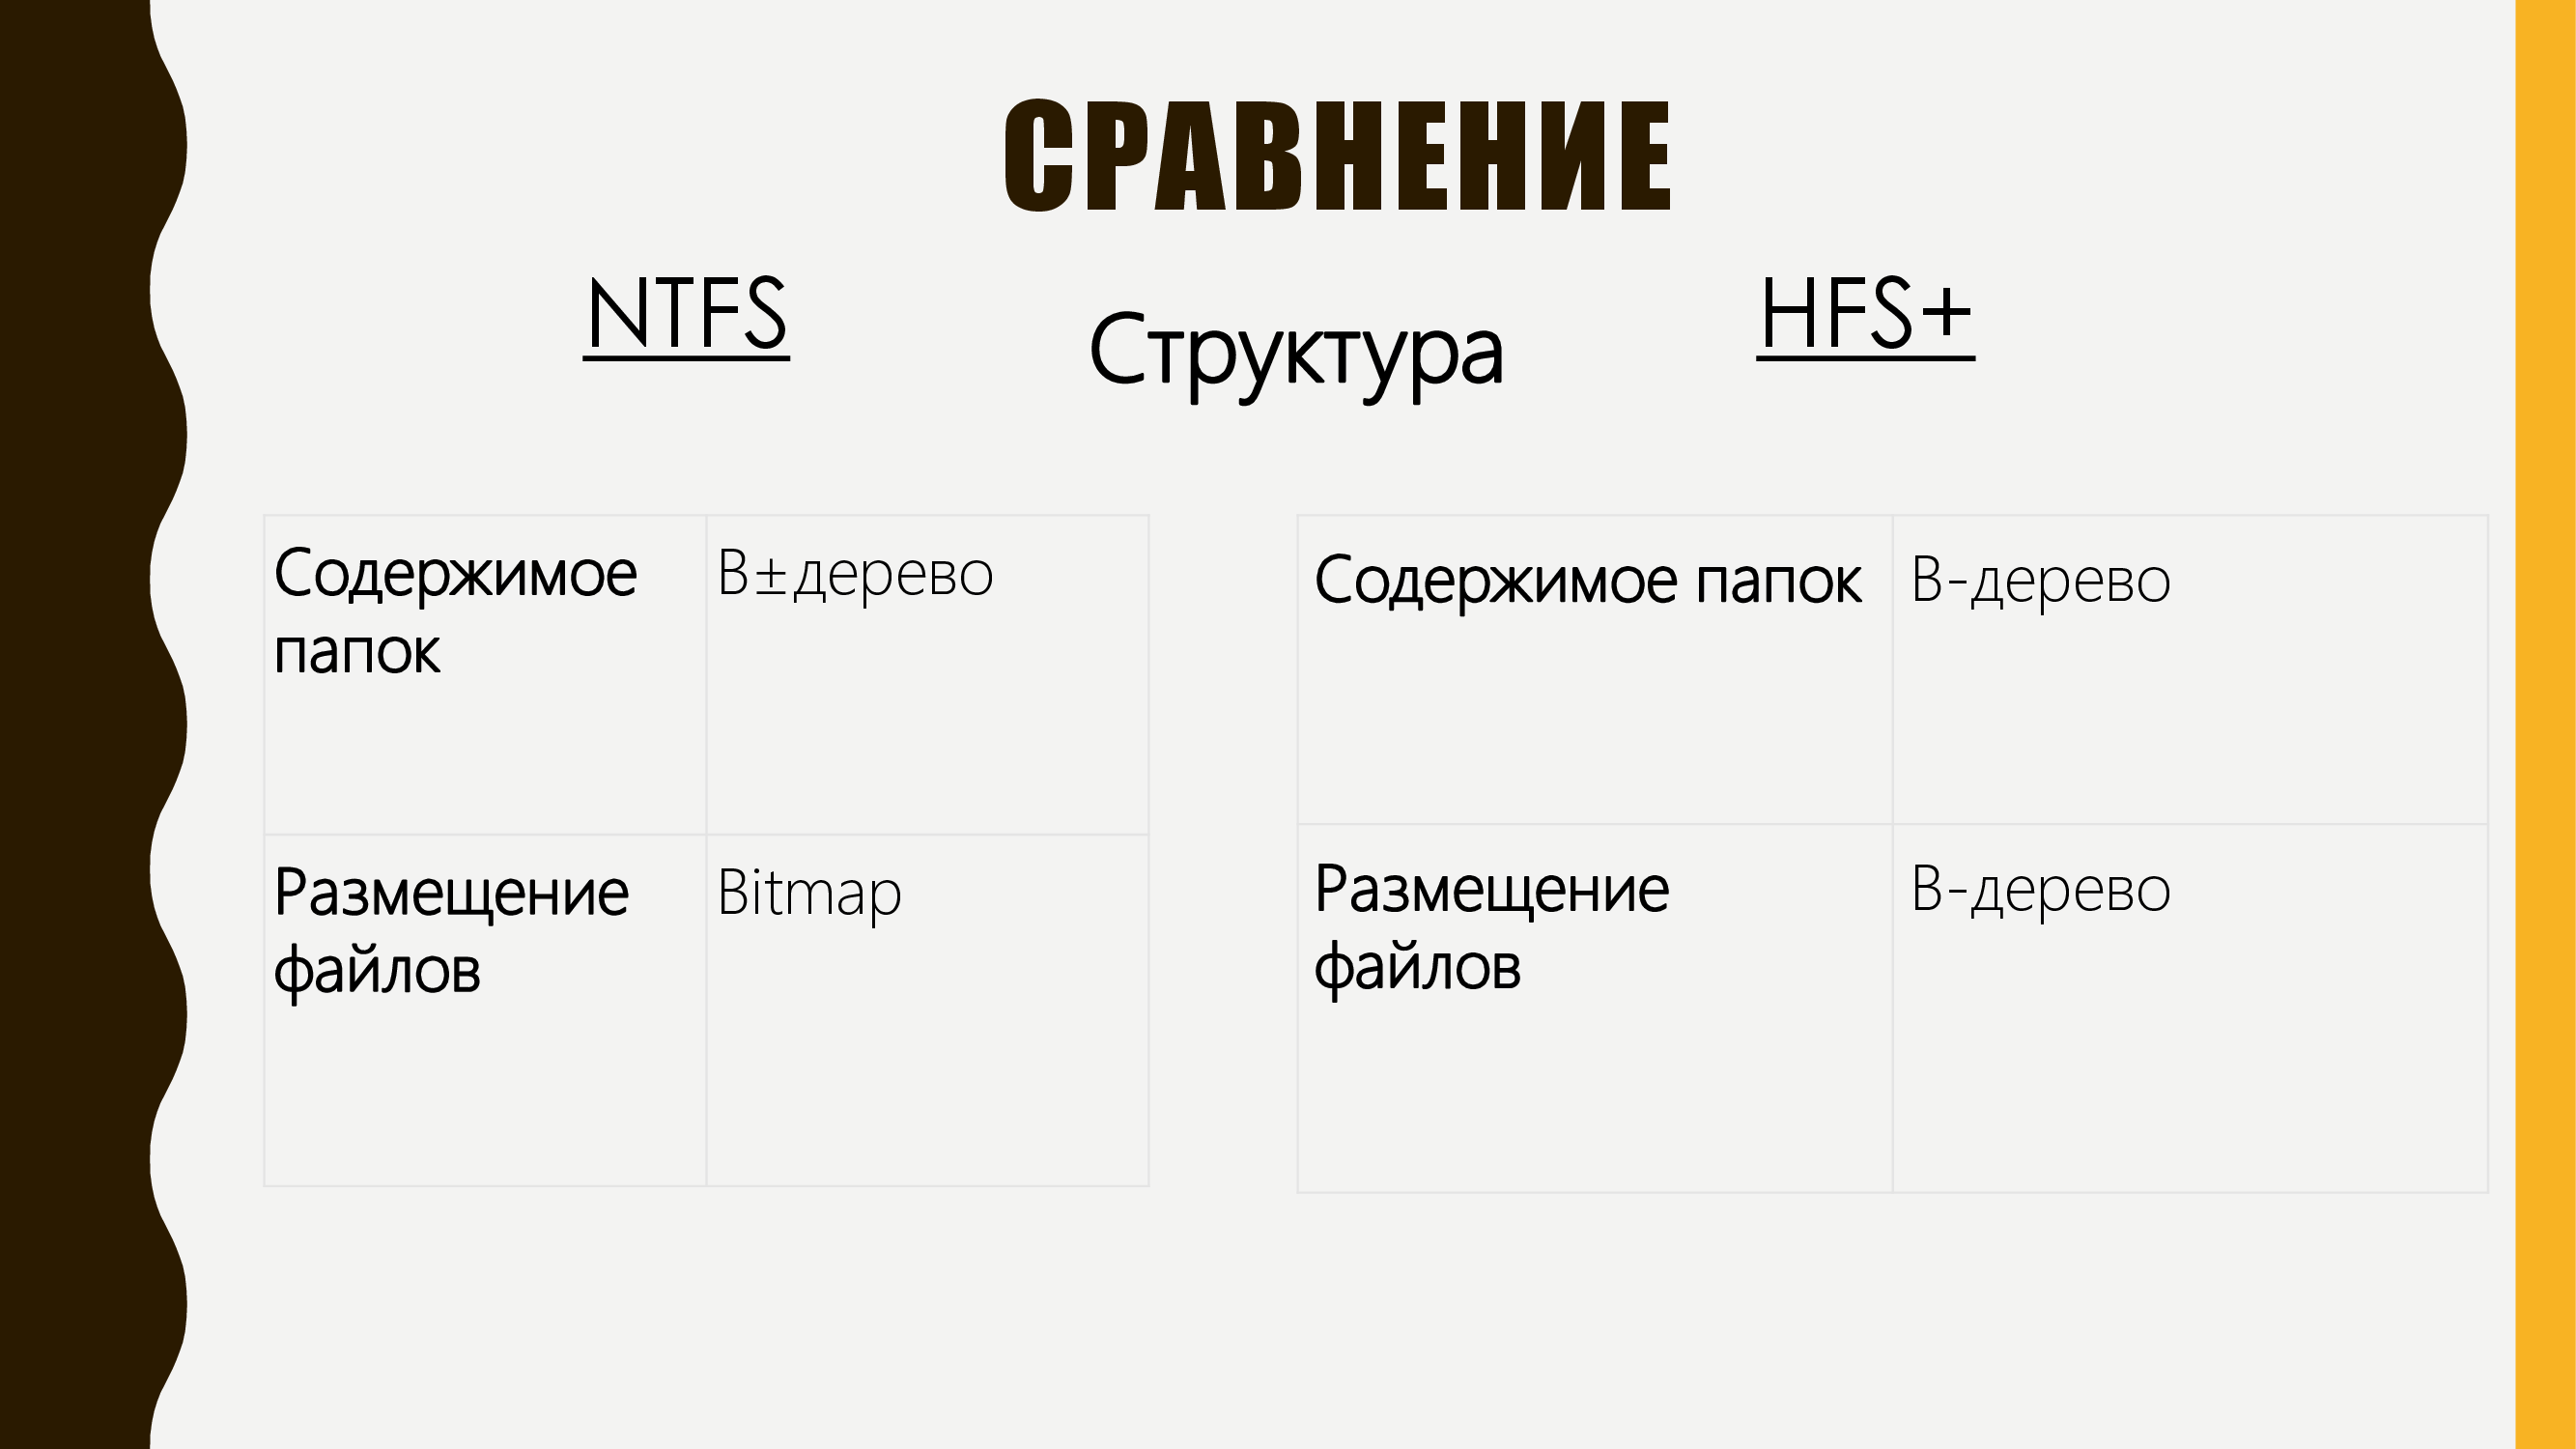 СРАВНЕНИЕ
NTFS
Структура
HFS+
Содержимое
папок
B±дерево
Размещение
файлов
Bitmap
Содержимое папок
B-дерево
Размещение
файлов
B-дерево